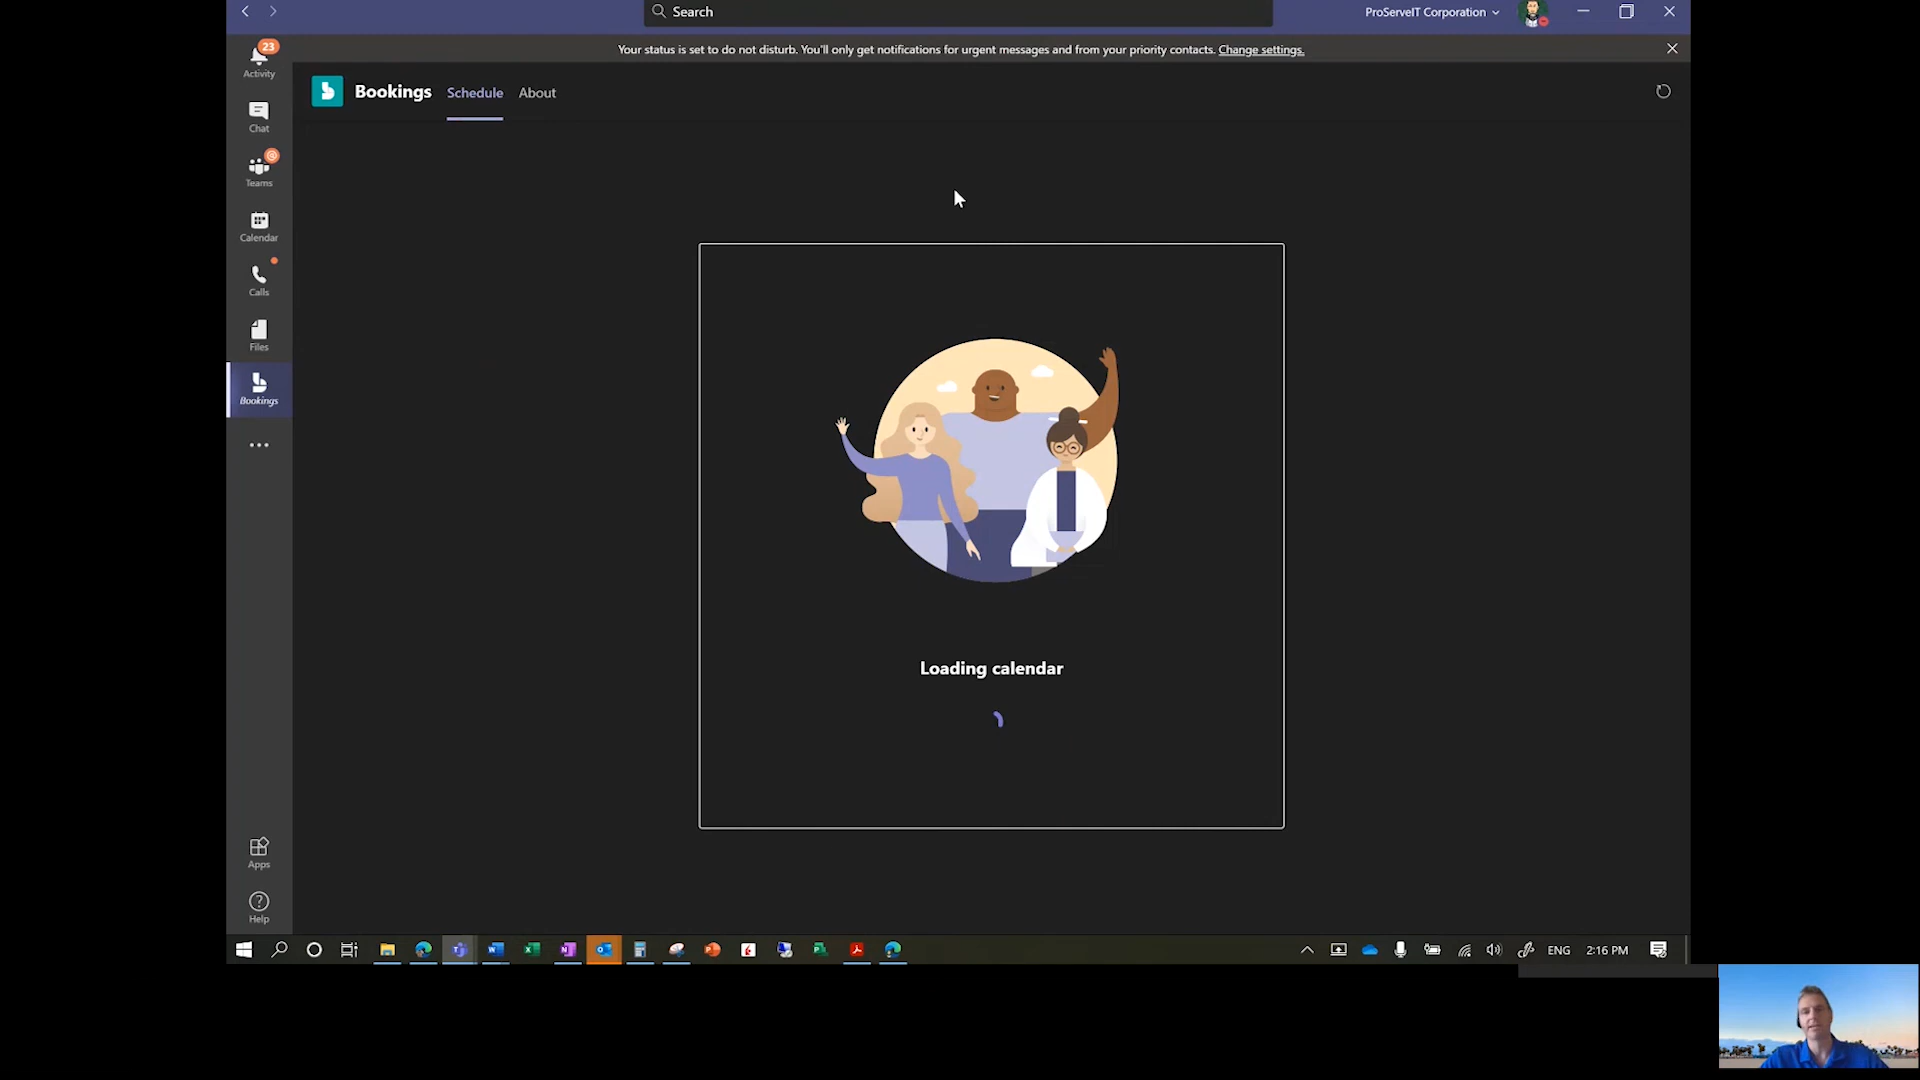 Search
ProServeIT Corporation
Your status is set to do not disturb. You'll only get notifications for urgent messages and from your priority contacts. Change settings.
23
Activity
Chat
Teams
Calendar
Calls
Files
Bookings
Apps
Help
Bookings
Schedule
About
Loading calendar
ENG
2:16 PM